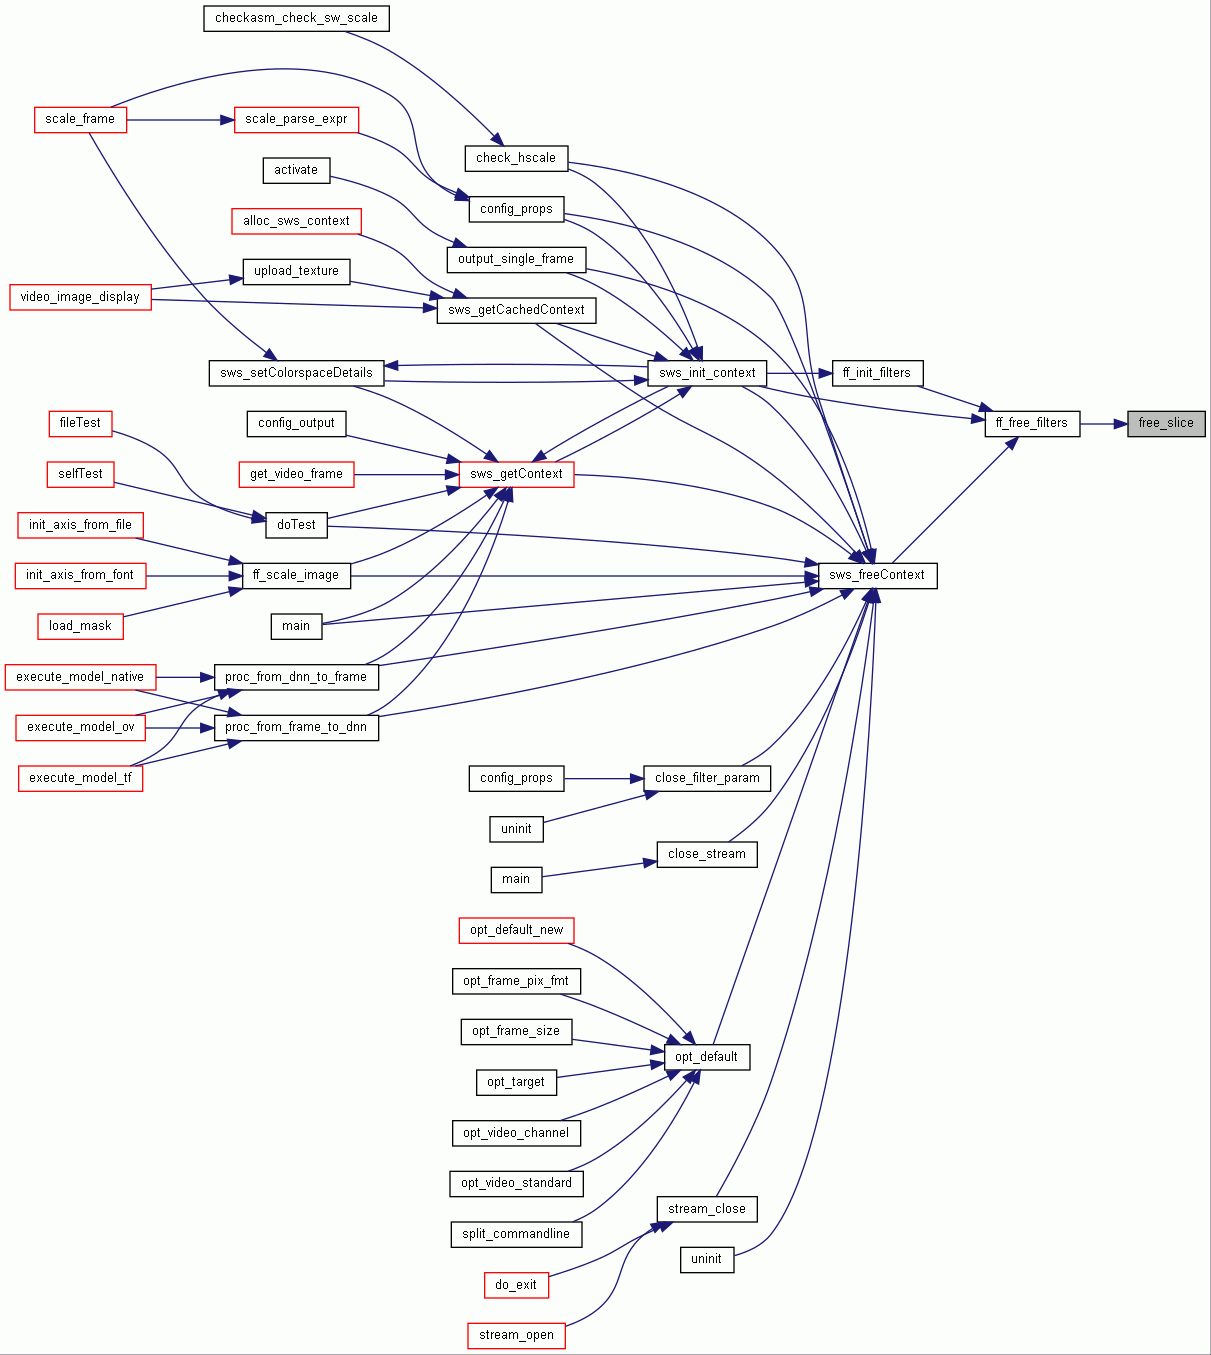 checkasm_check_sw_scale
scale_frame
scale_parse_expr
check_hscale
activate
config_props
alloc_sws_context
output_single_frame
upload_texture
video_image_display
sws_getCachedContext
sws_setColorspaceDetails
sws_init_context
ff_init_filters
fileTest
config_output
ff_free_filters
free_slice
selfTest
get_video_frame
sws_getContext
init_axis_from_file
doTest
init_axis_from_font
ff_scale_image
sws_freeContext
load_mask
main
execute_model_native
proc_from_dnn_to_frame
execute_model_ov
proc_from_frame_to_dnn
execute_model_tf
config_props
close_filter_param
uninit
close_stream
main
opt_default_new
opt_frame_pix_fmt
opt_frame_size
opt_default
opt_target
opt_video_channel
opt_video_standard
stream_close
split_commandline
uninit
do_exit
stream_open